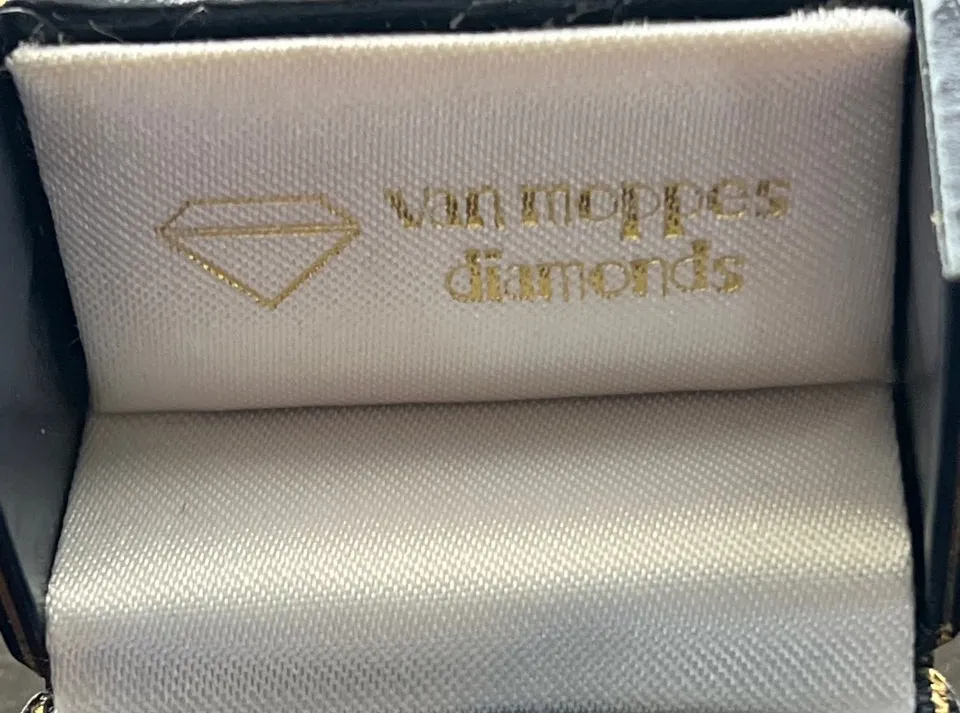 van moppes
diamonds